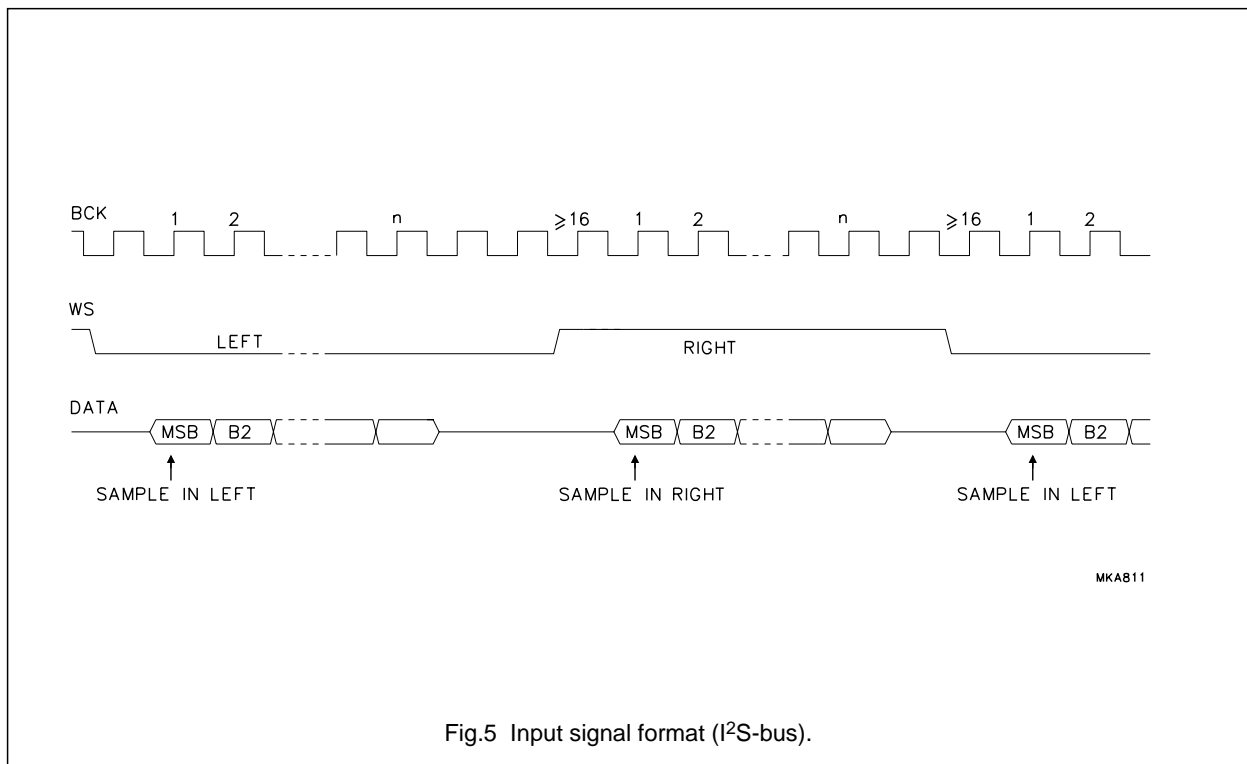 BCK
1 2 n ≥16 1 2 n ≥16 1 2
WS
LEFT RIGHT
DATA
MSB B2 MSB B2 MSB B2
SAMPLE IN LEFT SAMPLE IN RIGHT SAMPLE IN LEFT
MKA811
Fig.5 Input signal format (I²S-bus).